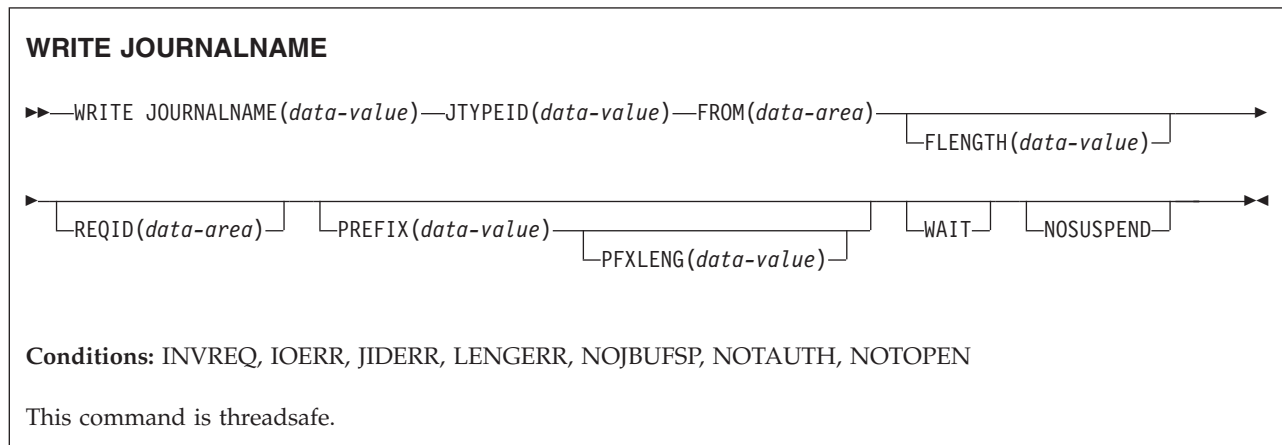 WRITE JOURNALNAME
WRITE JOURNALNAME(data-value) JTYPEID(data-value) FROM(data-area)
FLENGTH(data-value)
REQID(data-area) PREFIX(data-value) WAIT NOSUSPEND
PFXLENG(data-value)
Conditions: INVREQ, IOERR, JIDERR, LENGERR, NOJBUFSP, NOTAUTH, NOTOPEN
This command is threadsafe.